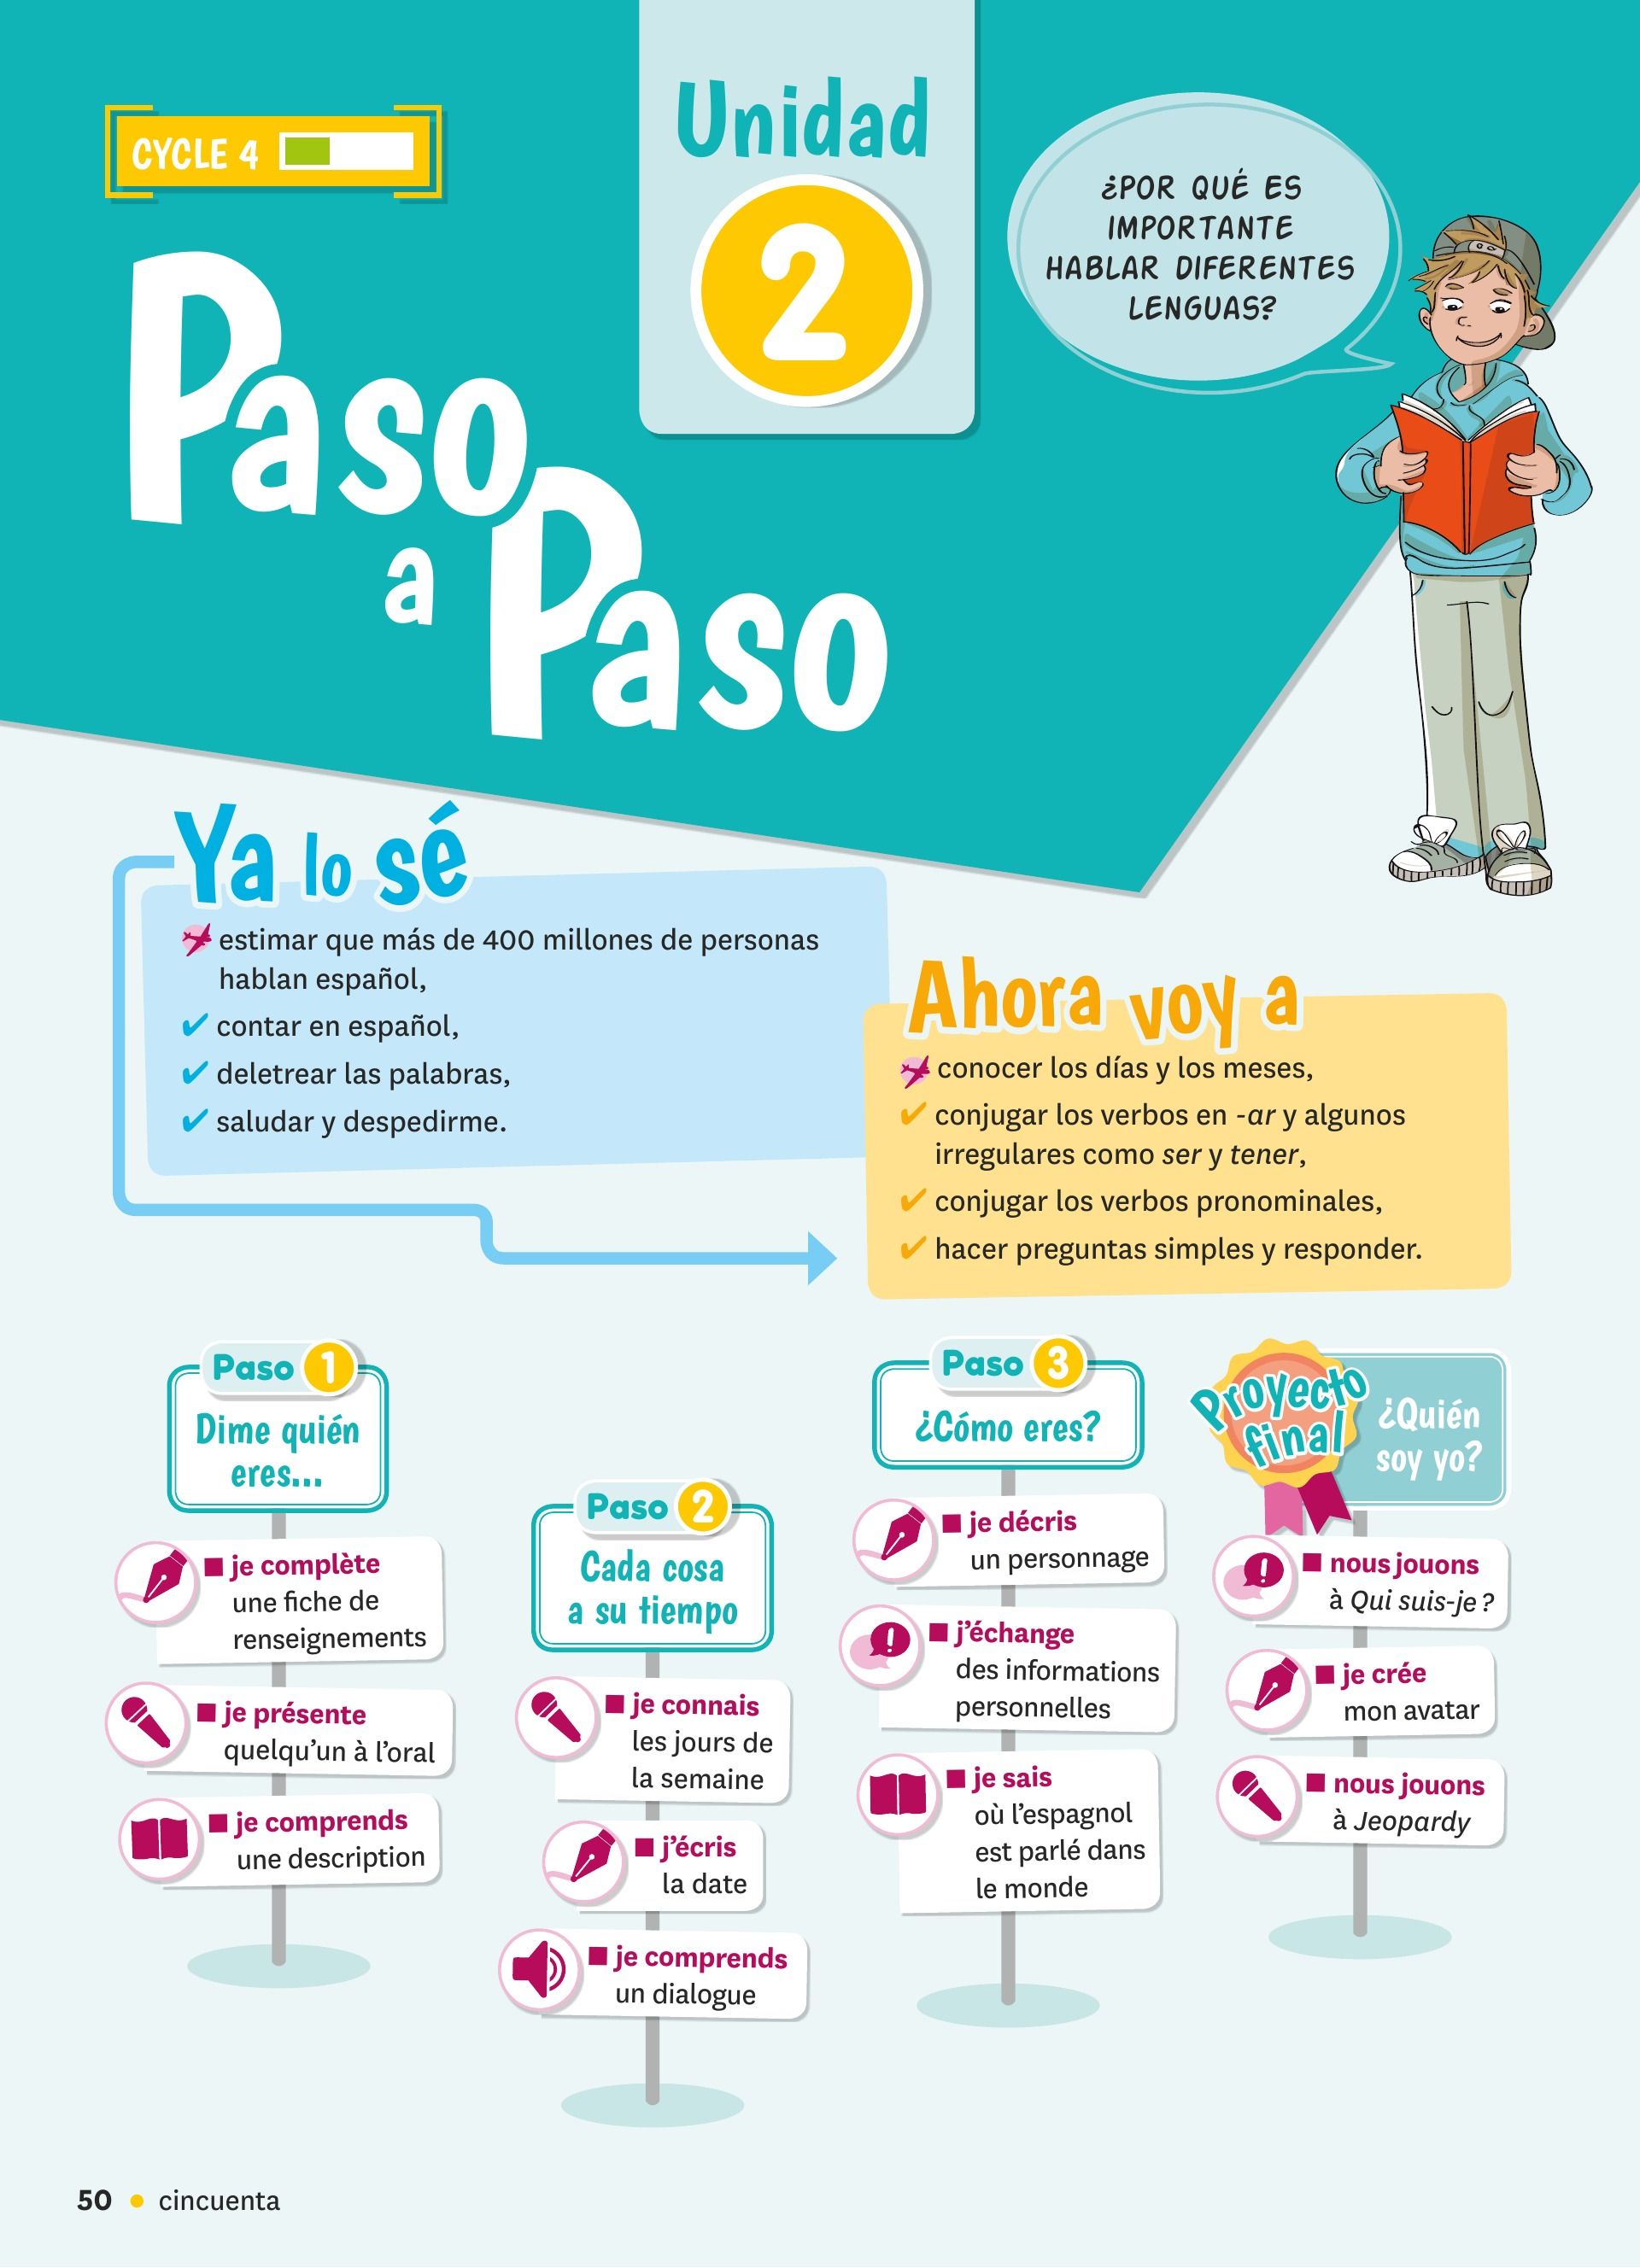 CYCLE 4
Unidad
2
¿POR QUÉ ES
IMPORTANTE
HABLAR DIFERENTES
LENGUAS?
Paso
a Paso
Ya lo sé
estimar que más de 400 millones de personas
hablan español,
✔ contar en español,
✔ deletrear las palabras,
✔ saludar y despedirme.
Ahora voy a
conocer los días y los meses,
✔ conjugar los verbos en -ar y algunos
irregulares como ser y tener,
✔ conjugar los verbos pronominales,
✔ hacer preguntas simples y responder.
Paso 1
Dime quién
eres...
■ je complète
une fiche de
renseignements
■ je présente
quelqu'un à l'oral
■ je comprends
une description
Paso 2
Cada cosa
a su tiempo
■ je connais
les jours de
la semaine
■ j'écris
la date
■ je comprends
un dialogue
Paso 3
¿Cómo eres?
■ je décris
un personnage
■ j'échange
des informations
personnelles
■ je sais
où l'espagnol
est parlé dans
le monde
Proyecto
final
¿Quién
soy yo?
■ nous jouons
à Qui suis-je ?
■ je crée
mon avatar
■ nous jouons
à Jeopardy
50 • cincuenta